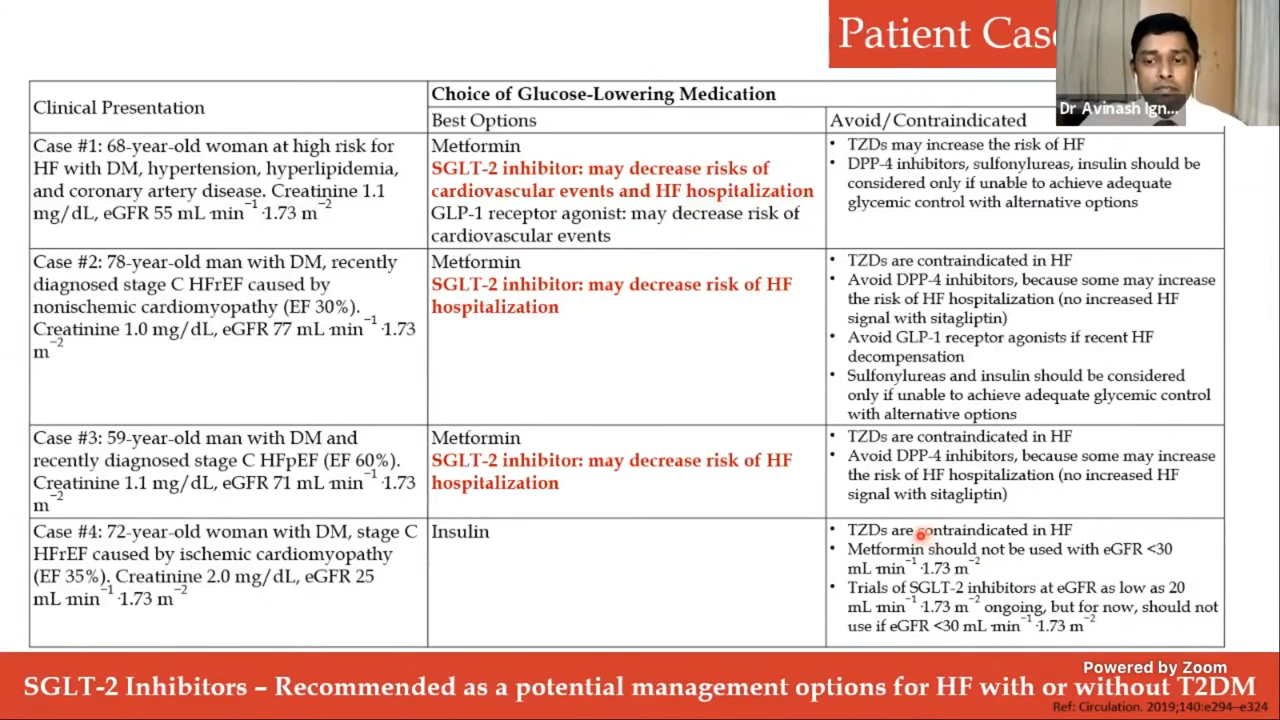 Patient Cas
Dr Avinash Ign...
Clinical Presentation
Choice of Glucose-Lowering Medication
Best Options
Avoid/Contraindicated
Case #1: 68-year-old woman at high risk for
HF with DM, hypertension, hyperlipidemia,
and coronary artery disease. Creatinine 1.1
mg/dL, eGFR 55 mL·min⁻¹·1.73 m⁻²
Metformin
SGLT-2 inhibitor: may decrease risks of
cardiovascular events and HF hospitalization
GLP-1 receptor agonist: may decrease risk of
cardiovascular events
• TZDs may increase the risk of HF
• DPP-4 inhibitors, sulfonylureas, insulin should be
considered only if unable to achieve adequate
glycemic control with alternative options
Case #2: 78-year-old man with DM, recently
diagnosed stage C HFrEF caused by
nonischemic cardiomyopathy (EF 30%).
Creatinine 1.0 mg/dL, eGFR 77 mL·min⁻¹·1.73
m⁻²
Metformin
SGLT-2 inhibitor: may decrease risk of HF
hospitalization
• TZDs are contraindicated in HF
• Avoid DPP-4 inhibitors, because some may increase
the risk of HF hospitalization (no increased HF
signal with sitagliptin)
• Avoid GLP-1 receptor agonists if recent HF
decompensation
• Sulfonylureas and insulin should be considered
only if unable to achieve adequate glycemic control
with alternative options
Case #3: 59-year-old man with DM and
recently diagnosed stage C HFpEF (EF 60%).
Creatinine 1.1 mg/dL, eGFR 71 mL·min⁻¹·1.73
m⁻²
Metformin
SGLT-2 inhibitor: may decrease risk of HF
hospitalization
• TZDs are contraindicated in HF
• Avoid DPP-4 inhibitors, because some may increase
the risk of HF hospitalization (no increased HF
signal with sitagliptin)
Case #4: 72-year-old woman with DM, stage C
HFrEF caused by ischemic cardiomyopathy
(EF 35%). Creatinine 2.0 mg/dL, eGFR 25
mL·min⁻¹·1.73 m⁻²
Insulin
• TZDs are contraindicated in HF
• Metformin should not be used with eGFR <30
mL·min⁻¹·1.73 m⁻²
• Trials of SGLT-2 inhibitors at eGFR as low as 20
mL·min⁻¹·1.73 m⁻² ongoing, but for now, should not
use if eGFR <30 mL·min⁻¹·1.73 m⁻²
Powered by Zoom
SGLT-2 Inhibitors – Recommended as a potential management options for HF with or without T2DM
Ref: Circulation. 2019;140:e294–e324